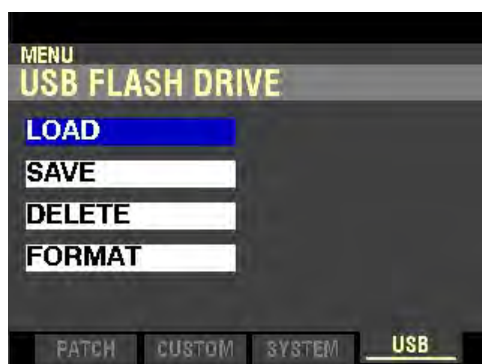 MENU
USB FLASH DRIVE
LOAD
SAVE
DELETE
FORMAT
PATCH CUSTOM SYSTEM USB